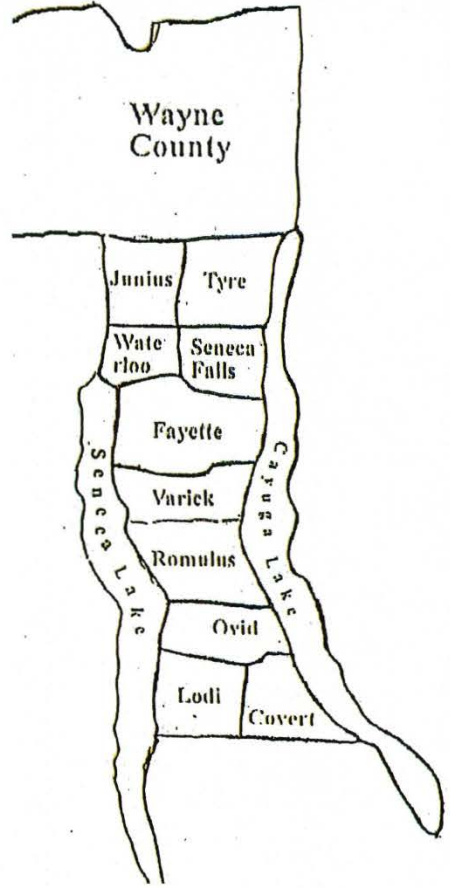 Wayne
County
Junius
Tyre
Wate
rloo
Seneca
Falls
Fayette
Seneca Lake
Cayuga Lake
Varick
Romulus
Ovid
Lodi
Covert